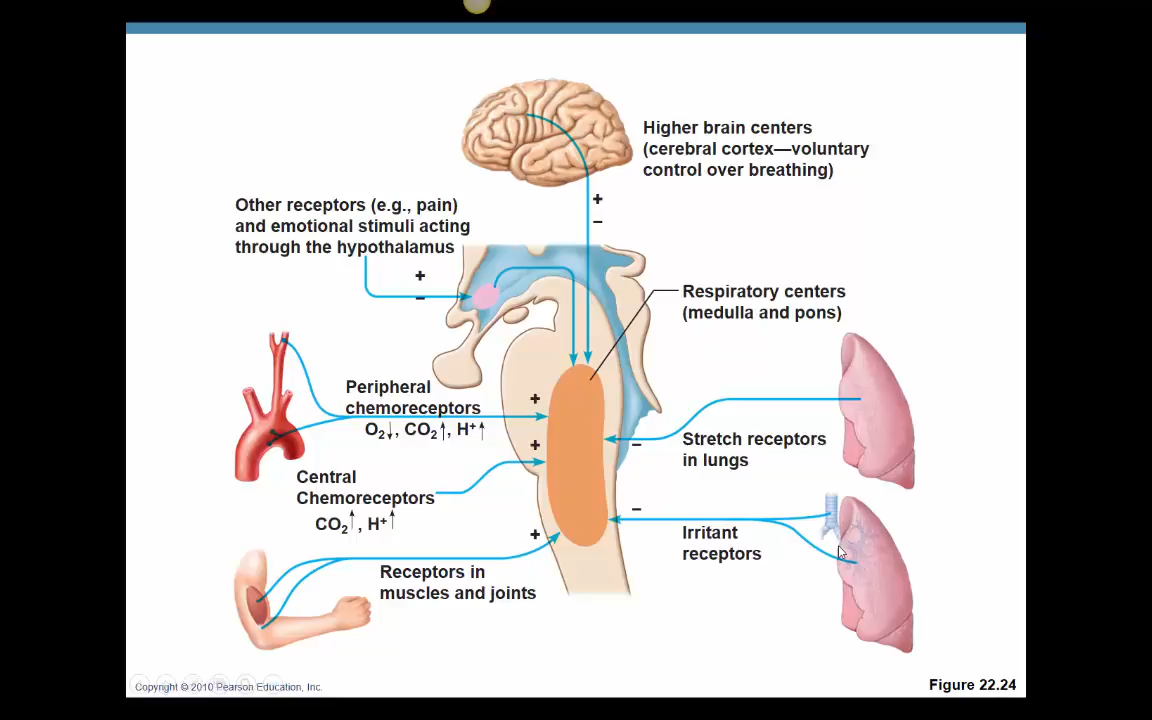 Higher brain centers
(cerebral cortex—voluntary
control over breathing)
+
–
Other receptors (e.g., pain)
and emotional stimuli acting
through the hypothalamus
+
–
Respiratory centers
(medulla and pons)
Peripheral
chemoreceptors
O₂↓, CO₂↑, H⁺↑
+
+
Central
Chemoreceptors
CO₂↑, H⁺↑
Stretch receptors
in lungs
–
–
Irritant
receptors
+
Receptors in
muscles and joints
Copyright © 2010 Pearson Education, Inc.
Figure 22.24